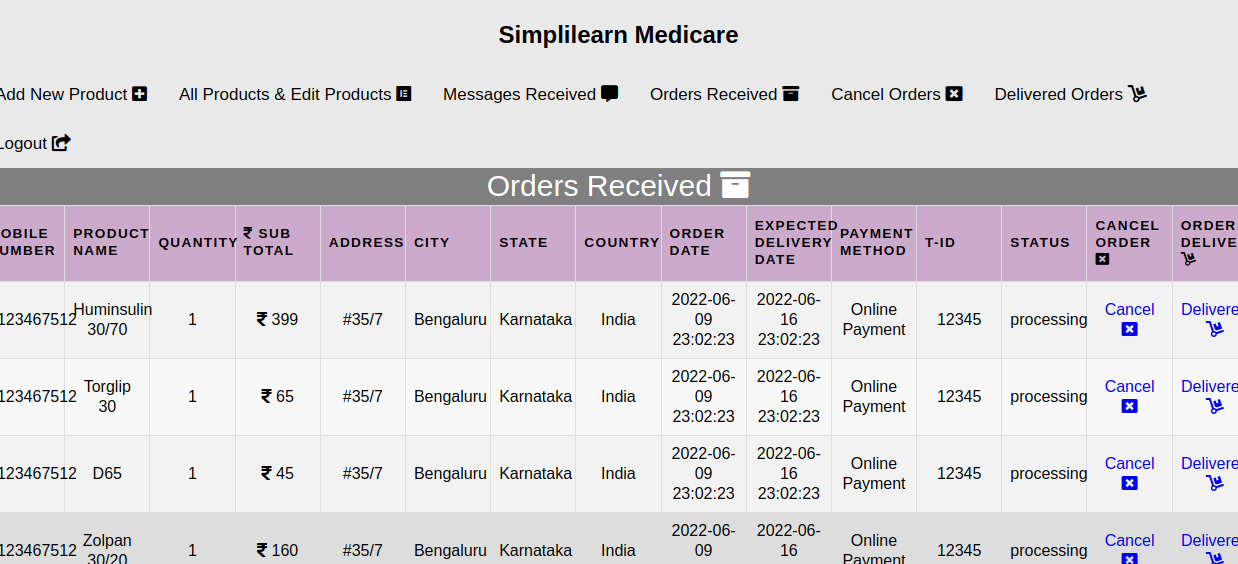 Simplilearn Medicare
Add New Product All Products & Edit Products Messages Received Orders Received Cancel Orders Delivered Orders
Logout
Orders Received
OBILE UMBER PRODUCT NAME QUANTITY ₹ SUB TOTAL ADDRESS CITY STATE COUNTRY ORDER DATE EXPECTED DELIVERY DATE PAYMENT METHOD T-ID STATUS CANCEL ORDER ORDER DELIVE
123467512 Huminsulin 30/70 1 ₹ 399 #35/7 Bengaluru Karnataka India 2022-06-09 23:02:23 2022-06-16 23:02:23 Online Payment 12345 processing Cancel Delivere
123467512 Torglip 30 1 ₹ 65 #35/7 Bengaluru Karnataka India 2022-06-09 23:02:23 2022-06-16 23:02:23 Online Payment 12345 processing Cancel Delivere
123467512 D65 1 ₹ 45 #35/7 Bengaluru Karnataka India 2022-06-09 23:02:23 2022-06-16 23:02:23 Online Payment 12345 processing Cancel Delivere
123467512 Zolpan 30/20 1 ₹ 160 #35/7 Bengaluru Karnataka India 2022-06-09 2022-06-16 Online Payment 12345 processing Cancel Delivere